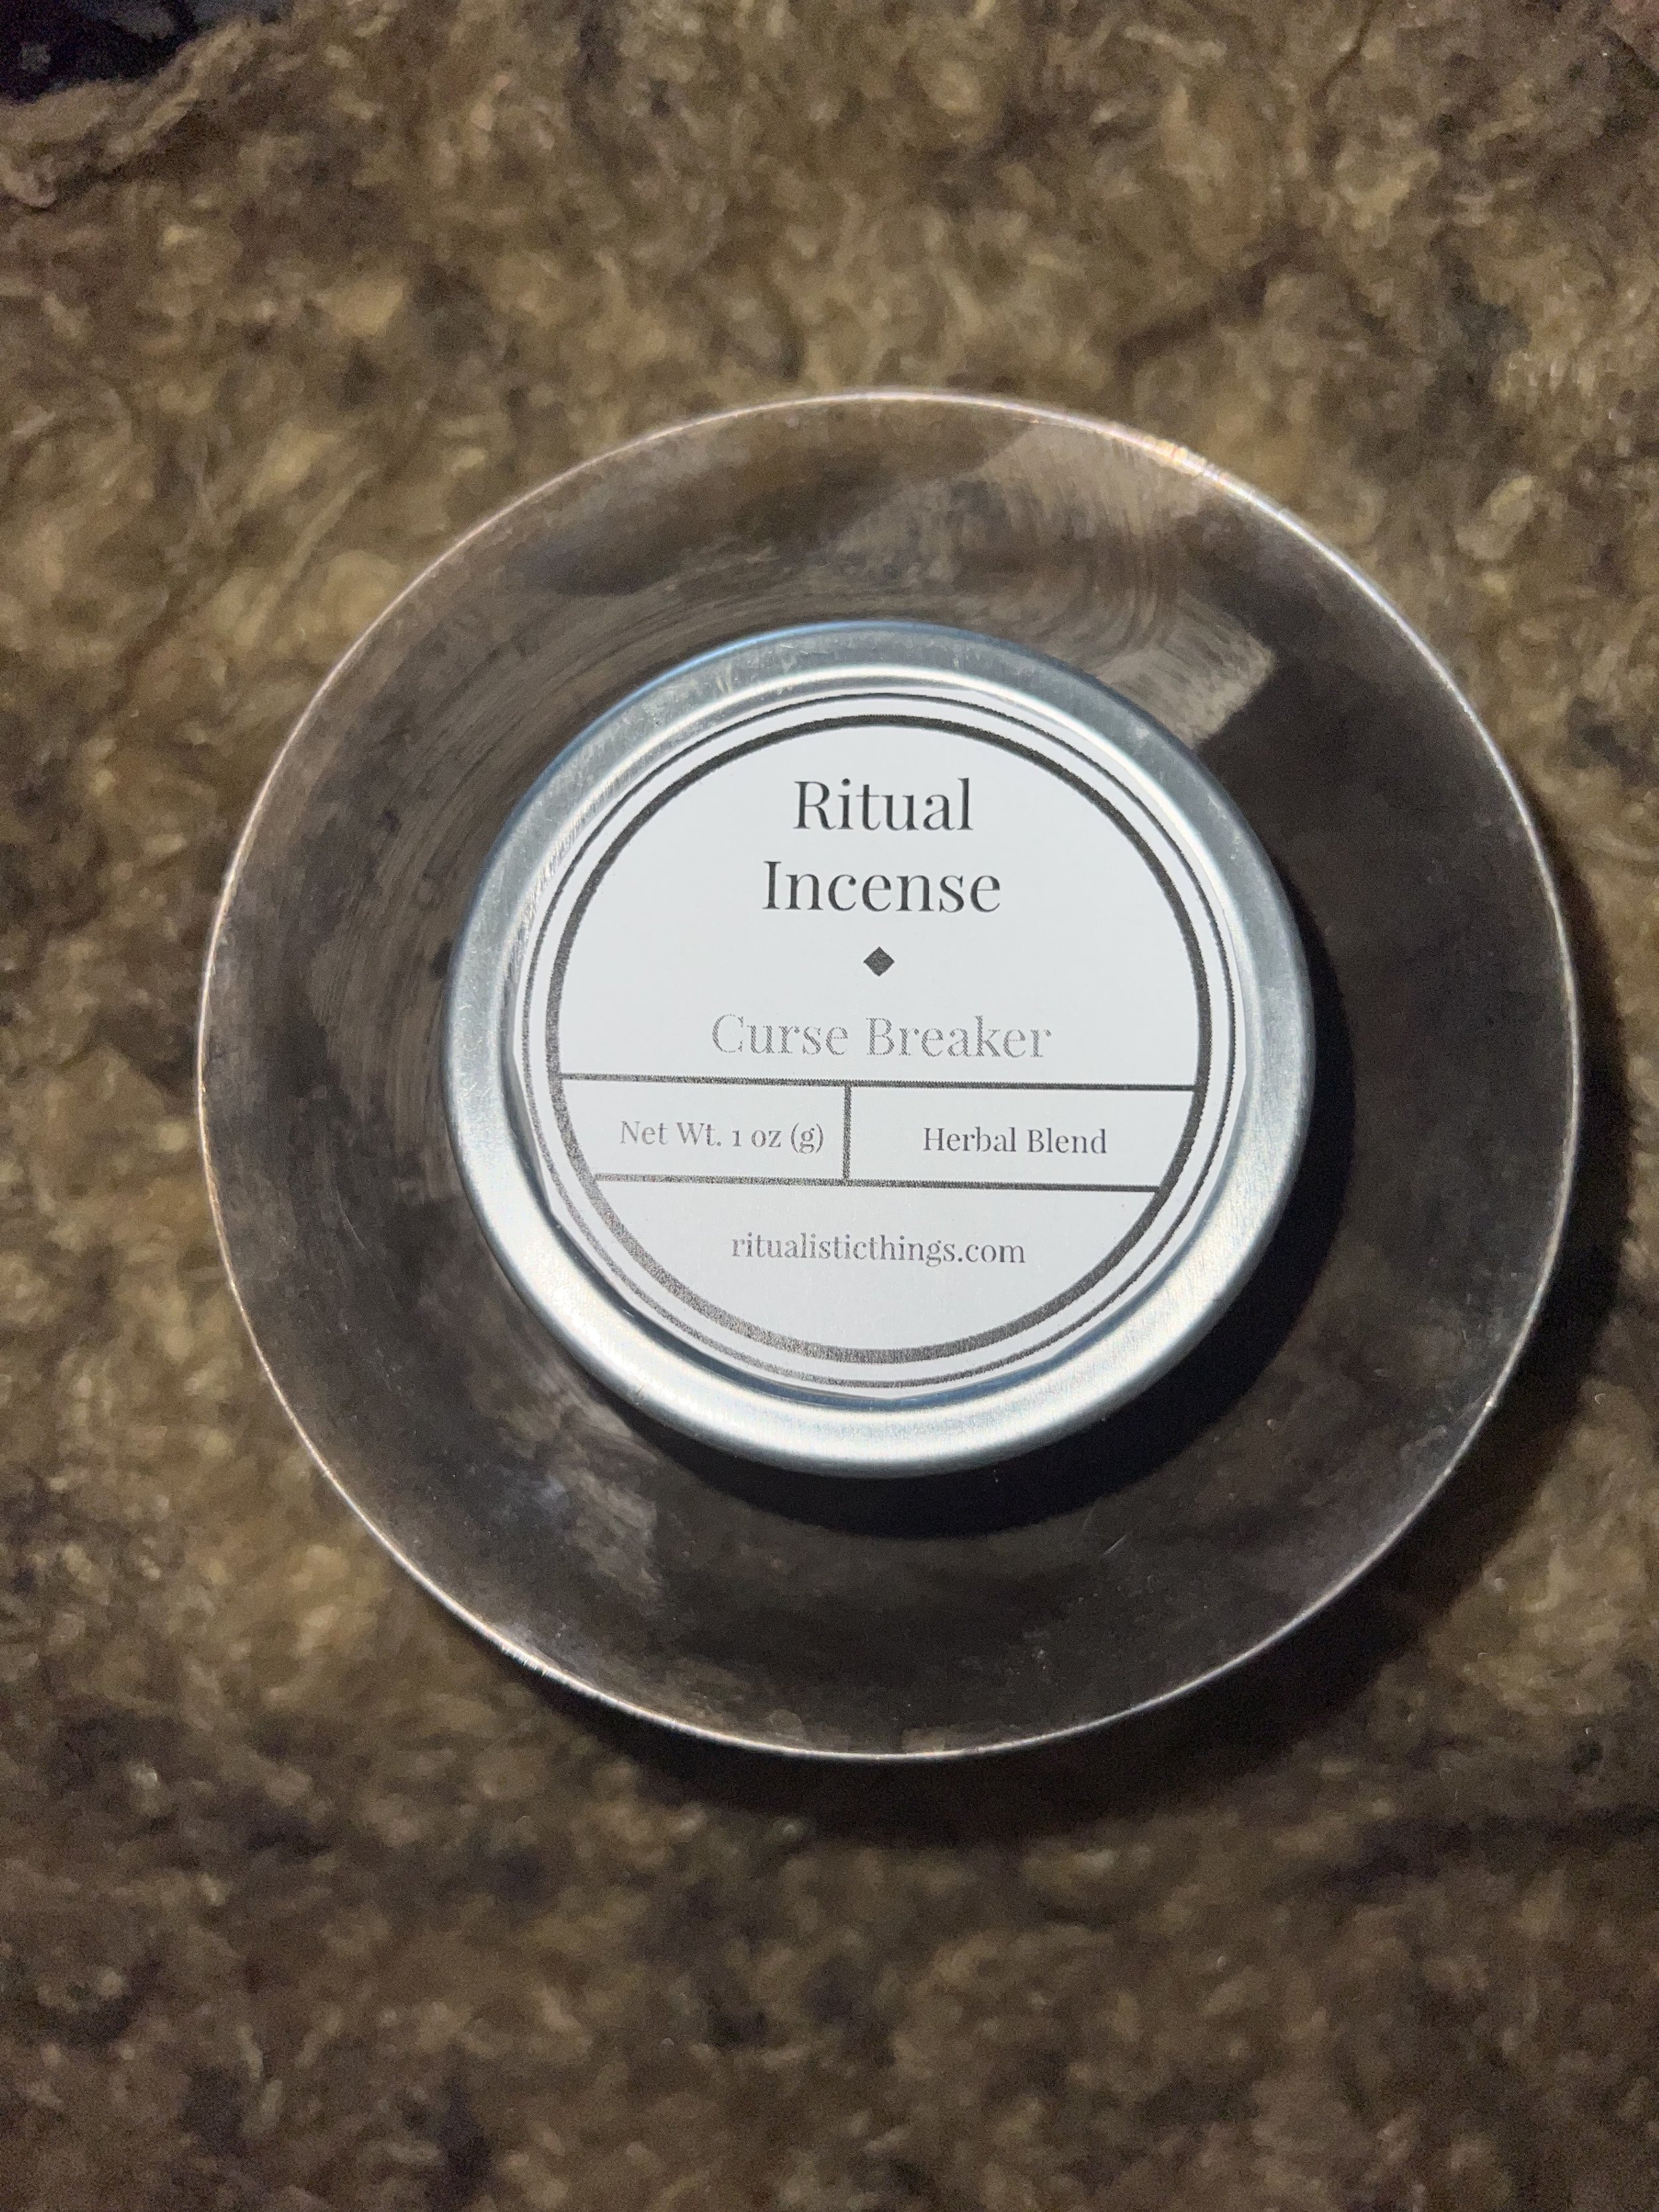 Ritual
Incense
Curse Breaker
Net Wt. 1 oz (g)
Herbal Blend
ritualisticthings.com